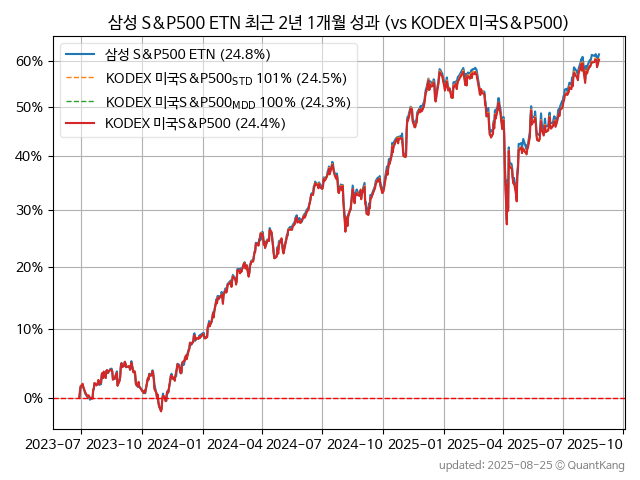 삼성 S&P500 ETN 최근 2년 1개월 성과 (vs KODEX 미국S&P500)
삼성 S&P500 ETN (24.8%)
KODEX 미국S&P500STD 101% (24.5%)
KODEX 미국S&P500MDD 100% (24.3%)
KODEX 미국S&P500 (24.4%)
60%
50%
40%
30%
20%
10%
0%
2023-07 2023-10 2024-01 2024-04 2024-07 2024-10 2025-01 2025-04 2025-07 2025-10
updated: 2025-08-25 © QuantKang